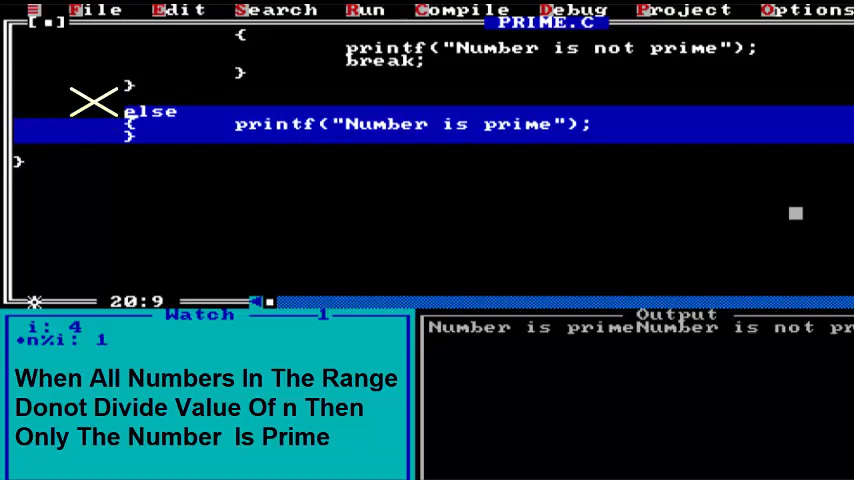 ≡ File Edit Search Run Compile Debug Project Options
[▪] PRIME.C
{
printf("Number is not prime");
break;
}
}
else
{
printf("Number is prime");
}
}
20:9
Watch 1
i: 4
•n%i: 1
When All Numbers In The Range
Donot Divide Value Of n Then
Only The Number Is Prime
Output
Number is primeNumber is not pr